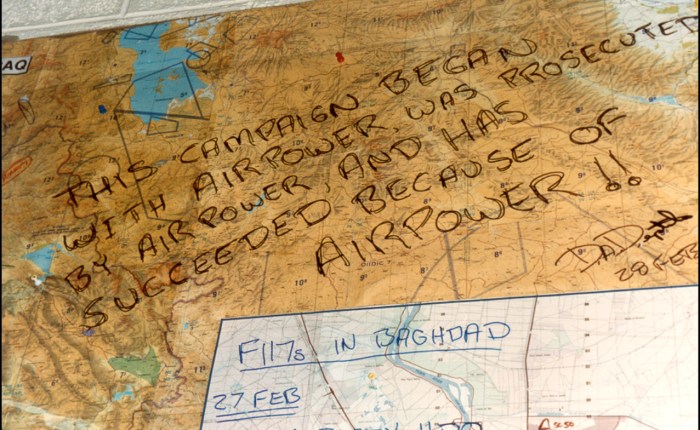 AQ
THIS CAMPAIGN BEGAN
WITH AIRPOWER, WAS PROSECUTED
BY AIRPOWER, AND HAS
SUCCEEDED BECAUSE OF
AIRPOWER!!
28 FEB
F117s IN BAGHDAD
27 FEB